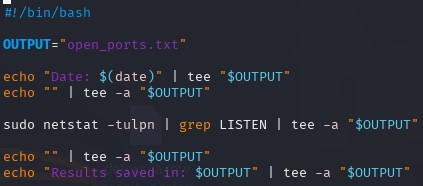 #!/bin/bash
OUTPUT="open_ports.txt"
echo "Date: $(date)" | tee "$OUTPUT"
echo "" | tee -a "$OUTPUT"
sudo netstat -tulpn | grep LISTEN | tee -a "$OUTPUT"
echo "" | tee -a "$OUTPUT"
echo "Results saved in: $OUTPUT" | tee -a "$OUTPUT"